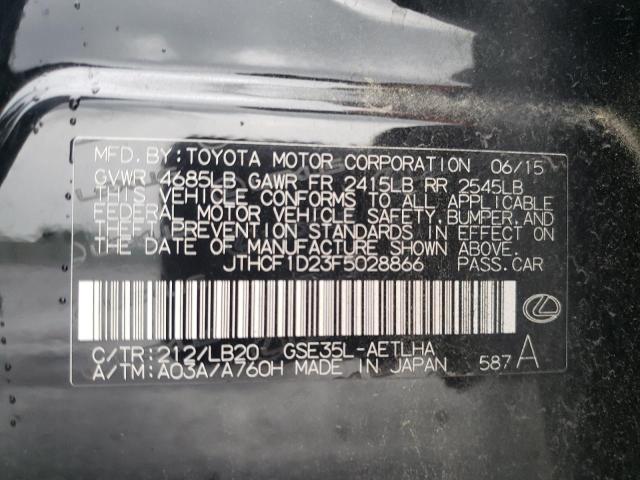 MFD. BY: TOYOTA MOTOR CORPORATION 06/15
GVWR 4685LB GAWR FR 2415LB RR 2545LB
THIS VEHICLE CONFORMS TO ALL APPLICABLE
FEDERAL MOTOR VEHICLE SAFETY, BUMPER, AND
THEFT PREVENTION STANDARDS IN EFFECT ON
THE DATE OF MANUFACTURE SHOWN ABOVE.
JTHCF1D23F5028866 PASS. CAR
C/TR: 212/LB20 GSE35L-AETLHA
A/TM: A03A/A760H MADE IN JAPAN 587 A